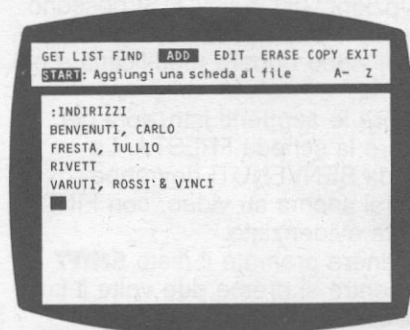 GET LIST FIND ADD EDIT ERASE COPY EXIT
START: Aggiungi una scheda al file A- Z
:INDIRIZZI
BENVENUTI, CARLO
FRESTA, TULLIO
RIVETT
VARUTI, ROSSI & VINCI